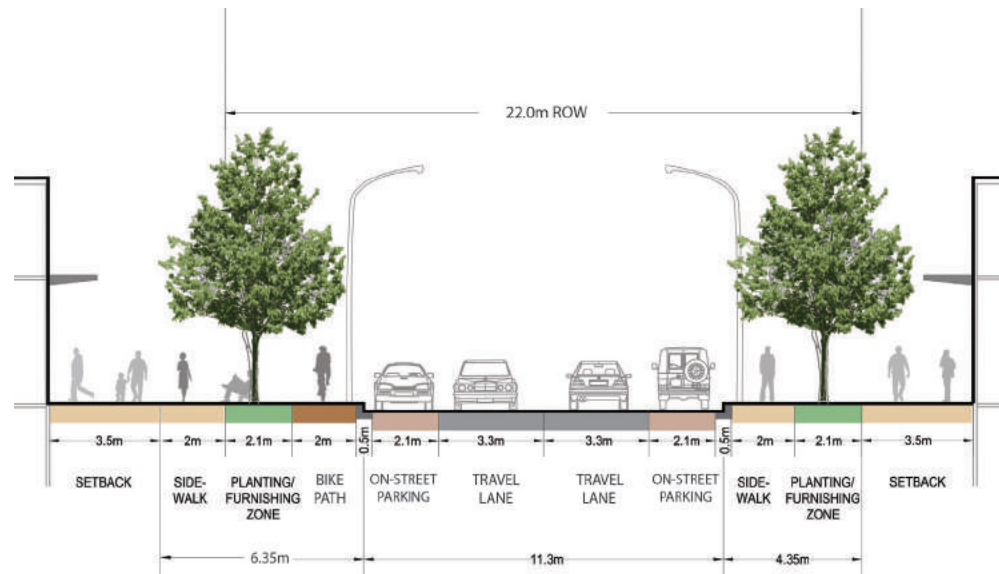 22.0m ROW
3.5m
2m
2.1m
2m
0.5m
2.1m
3.3m
3.3m
2.1m
0.5m
2m
2.1m
3.5m
SETBACK
SIDE-
WALK
PLANTING/
FURNISHING
ZONE
BIKE
PATH
ON-STREET
PARKING
TRAVEL
LANE
TRAVEL
LANE
ON-STREET
PARKING
SIDE-
WALK
PLANTING/
FURNISHING
ZONE
SETBACK
6.35m
11.3m
4.35m